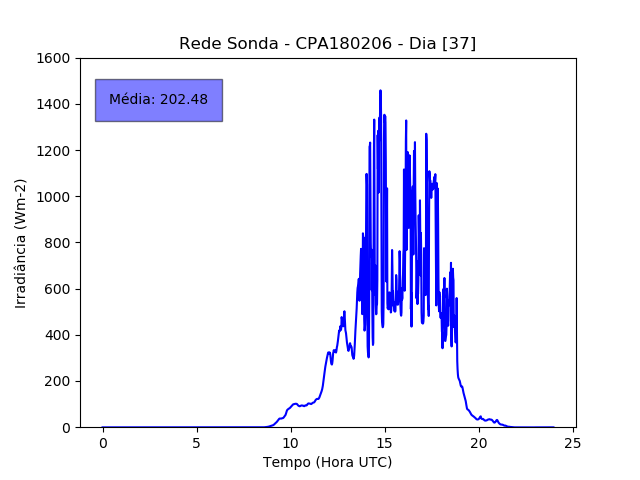 Rede Sonda - CPA180206 - Dia [37]
Média: 202.48
Irradiância (Wm-2)
1600
1400
1200
1000
800
600
400
200
0
0 5 10 15 20 25
Tempo (Hora UTC)